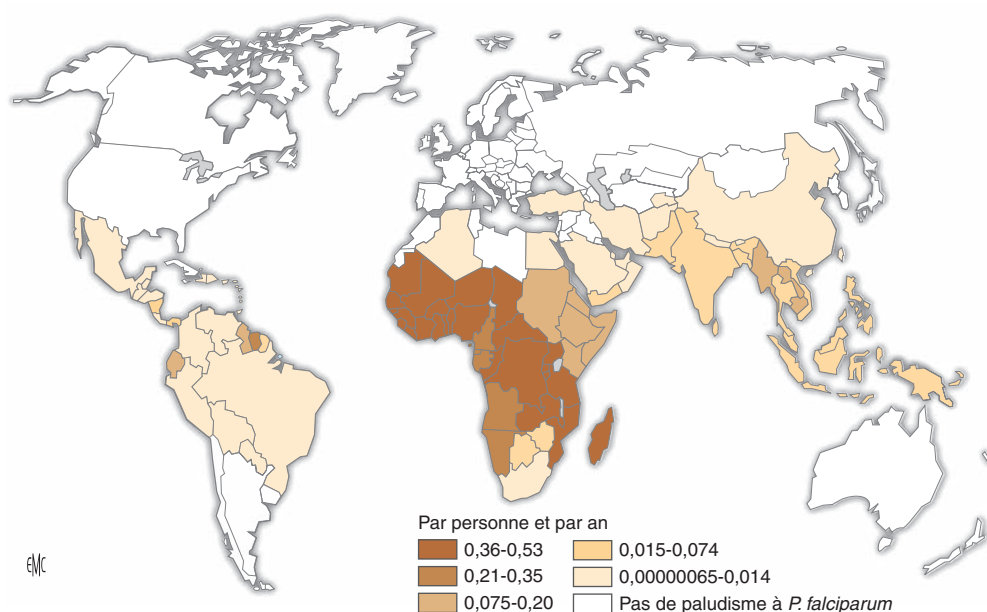 Par personne et par an
0,36-0,53
0,21-0,35
0,075-0,20
0,015-0,074
0,00000065-0,014
Pas de paludisme à P. falciparum
EMC